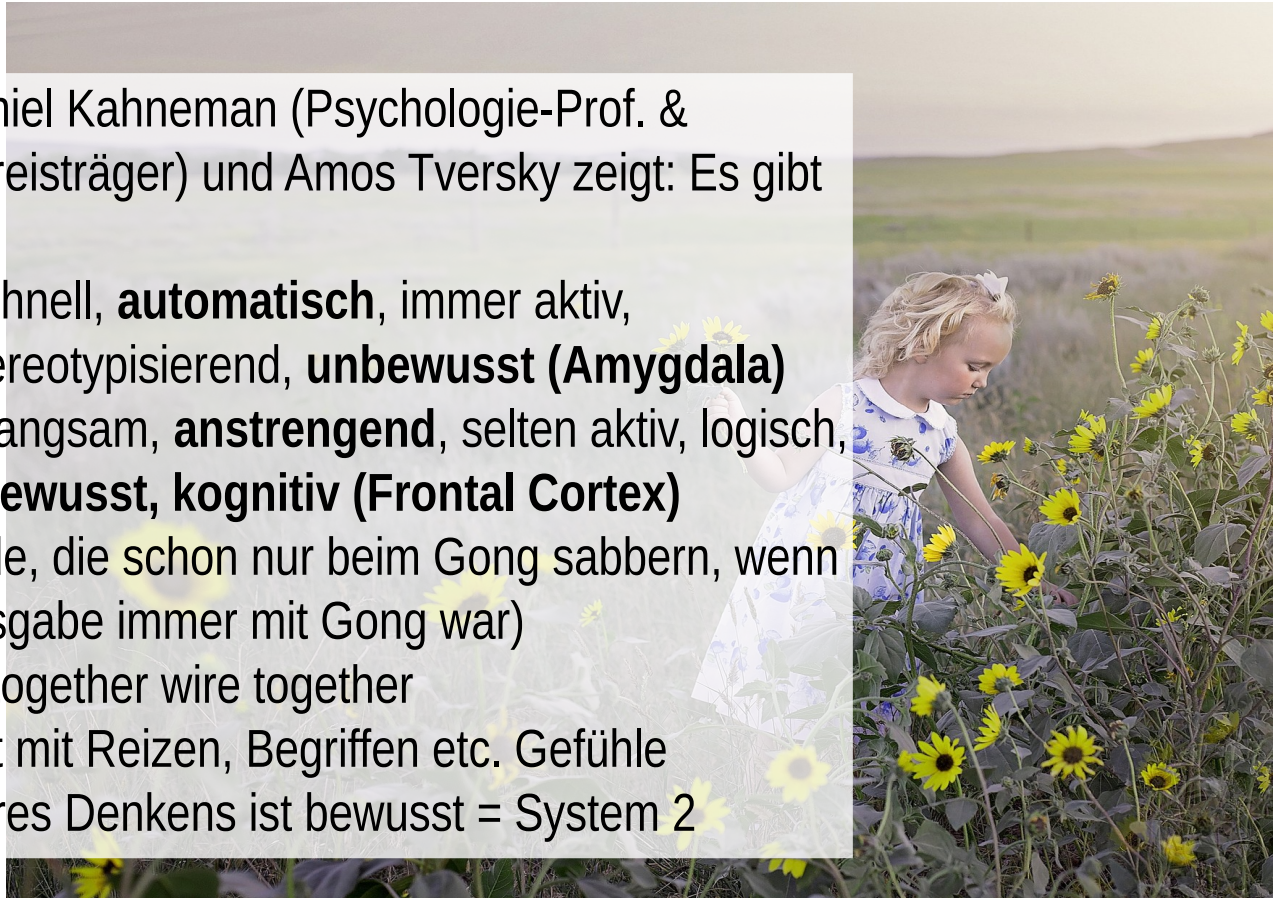 niel Kahneman (Psychologie-Prof. &
reisträger) und Amos Tversky zeigt: Es gibt
hnell, automatisch, immer aktiv,
ereotypisierend, unbewusst (Amygdala)
angsam, anstrengend, selten aktiv, logisch,
ewusst, kognitiv (Frontal Cortex)
le, die schon nur beim Gong sabbern, wenn
sgabe immer mit Gong war)
ogether wire together
t mit Reizen, Begriffen etc. Gefühle
res Denkens ist bewusst = System 2